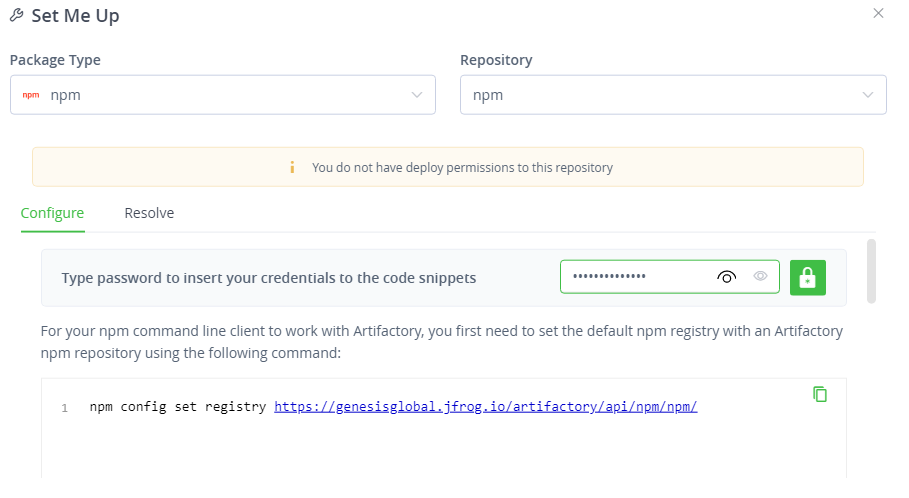 Set Me Up
Package Type
Repository
npm npm
npm
You do not have deploy permissions to this repository
Configure
Resolve
Type password to insert your credentials to the code snippets
For your npm command line client to work with Artifactory, you first need to set the default npm registry with an Artifactory
npm repository using the following command:
1 npm config set registry https://genesisglobal.jfrog.io/artifactory/api/npm/npm/